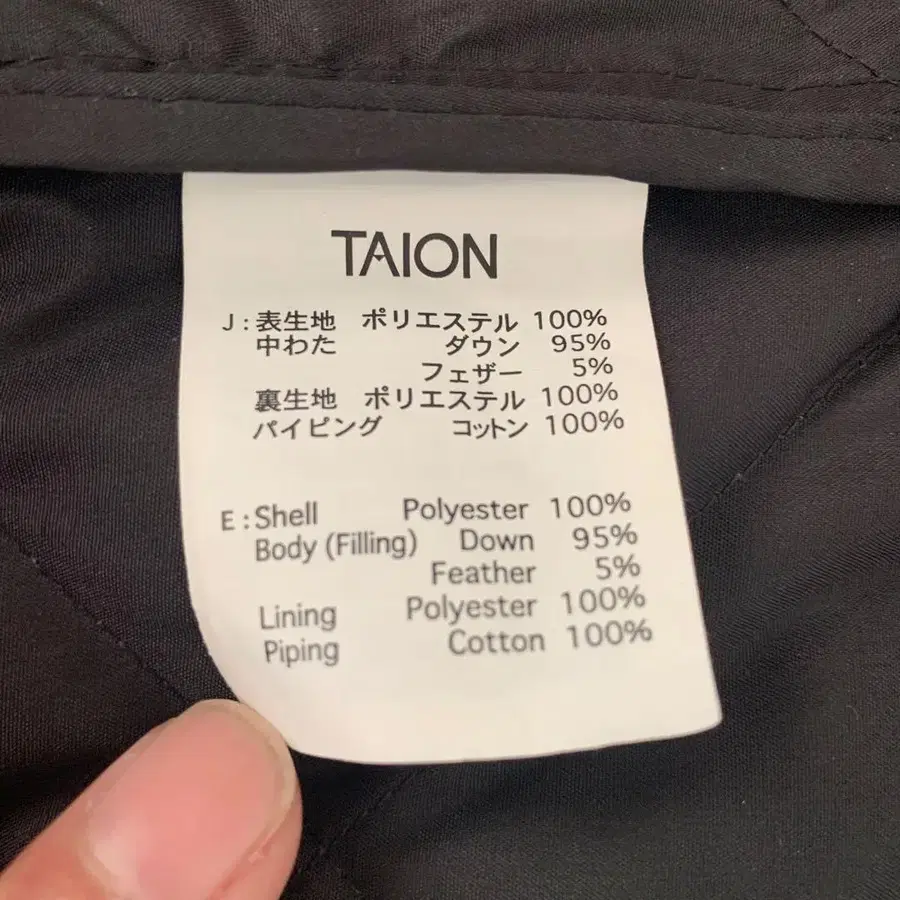 TAION
J:表生地 ポリエステル 100%
中わた ダウン 95%
フェザー 5%
裏生地 ポリエステル 100%
パイピング コットン 100%
E:Shell Polyester 100%
Body (Filling) Down 95%
Feather 5%
Lining Polyester 100%
Piping Cotton 100%